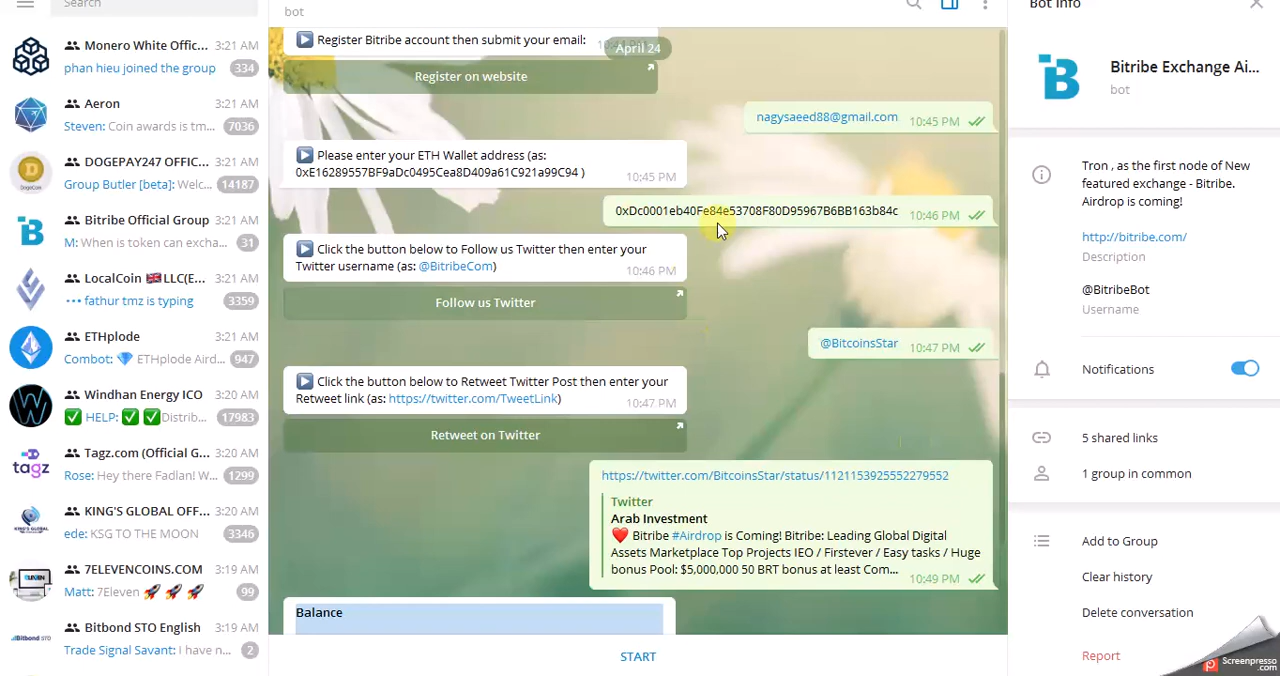 Search
Monero White Offic... 3:21 AM
phan hieu joined the group 334
Aeron 3:21 AM
Steven: Coin awards is tm... 7036
DOGEPAY247 OFFIC... 3:21 AM
Group Butler [beta]: Welc... 14187
Bitribe Official Group 3:21 AM
M: When is token can excha... 31
LocalCoin 🇬🇧LLC(E... 3:21 AM
••• fathur tmz is typing 3359
ETHplode 3:21 AM
Combot: 💎 ETHplode Aird... 947
Windhan Energy ICO 3:20 AM
✅ HELP: ✅ ✅Distrib... 17983
Tagz.com (Official G... 3:20 AM
Rose: Hey there Fadlan! W... 1299
KING'S GLOBAL OFF... 3:20 AM
ede: KSG TO THE MOON 3346
7ELEVENCOINS.COM 3:19 AM
Matt: 7Eleven 🚀 🚀 🚀 99
Bitbond STO English 3:19 AM
Trade Signal Savant: I have n... 2
bot
▶️ Register Bitribe account then submit your email:
April 24
Register on website
nagysaeed88@gmail.com 10:45 PM
▶️ Please enter your ETH Wallet address (as:
0xE16289557BF9aDc0495Cea8D409a61C921a99C94 ) 10:45 PM
0xDc0001eb40Fe84e53708F80D95967B6BB163b84c 10:46 PM
▶️ Click the button below to Follow us Twitter then enter your
Twitter username (as: @BitribeCom) 10:46 PM
Follow us Twitter
@BitcoinsStar 10:47 PM
▶️ Click the button below to Retweet Twitter Post then enter your
Retweet link (as: https://twitter.com/TweetLink) 10:47 PM
Retweet on Twitter
https://twitter.com/BitcoinsStar/status/1121153925552279552
Twitter
Arab Investment
❤️ Bitribe #Airdrop is Coming! Bitribe: Leading Global Digital
Assets Marketplace Top Projects IEO / Firstever / Easy tasks / Huge
bonus Pool: $5,000,000 50 BRT bonus at least Com... 10:49 PM
Balance
START
Bot Info
Bitribe Exchange Ai...
bot
Tron , as the first node of New
featured exchange - Bitribe.
Airdrop is coming!
http://bitribe.com/
Description
@BitribeBot
Username
Notifications
5 shared links
1 group in common
Add to Group
Clear history
Delete conversation
Report
Screenpresso
.com